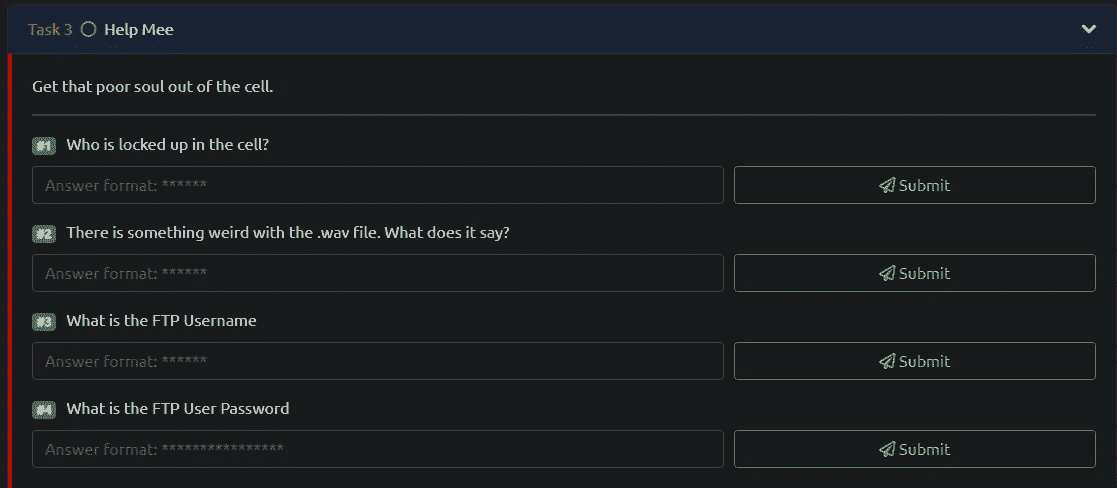 Task 3 Help Mee
Get that poor soul out of the cell.
#1 Who is locked up in the cell?
Answer format: ******
Submit
#2 There is something weird with the .wav file. What does it say?
Answer format: ******
Submit
#3 What is the FTP Username
Answer format: ******
Submit
#4 What is the FTP User Password
Answer format: ****************
Submit